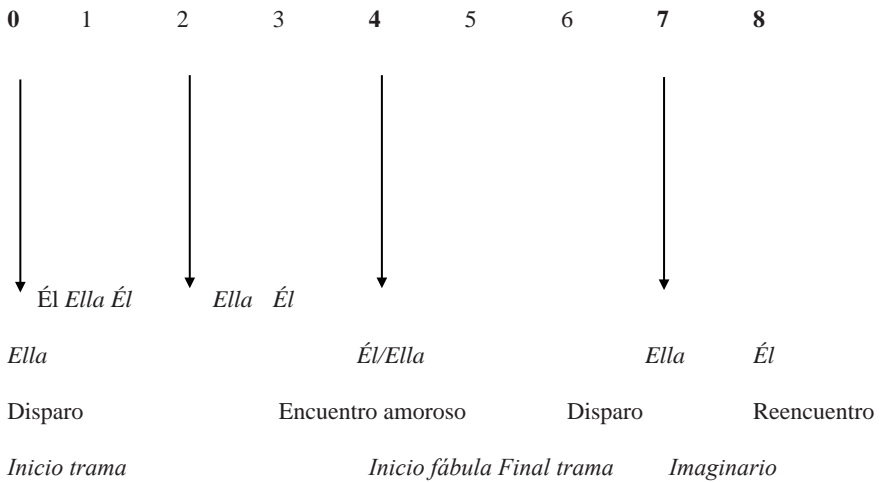 0 1 2 3 4 5 6 7 8
Él Ella Él Ella Él
Ella Él/Ella Ella Él
Disparo Encuentro amoroso Disparo Reencuentro
Inicio trama Inicio fábula Final trama Imaginario